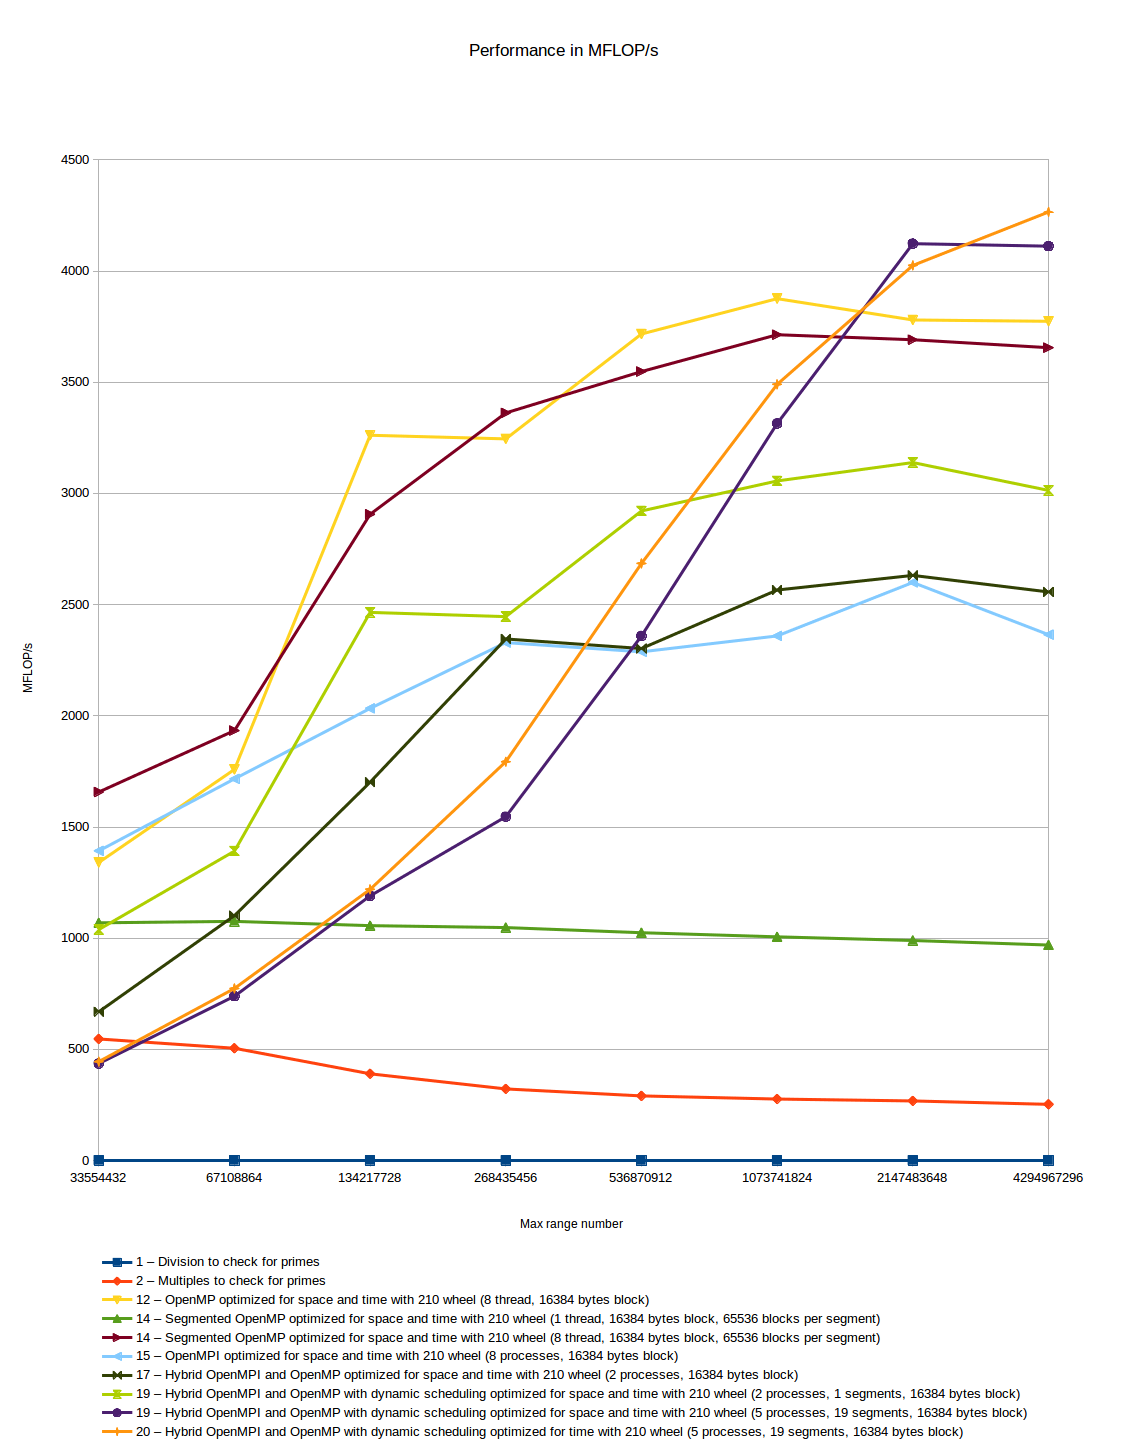 Performance in MFLOP/s
4500
4000
3500
3000
2500
2000
1500
1000
500
0
MFLOP/s
33554432 67108864 134217728 268435456 536870912 1073741824 2147483648 4294967296
Max range number
1 – Division to check for primes
2 – Multiples to check for primes
12 – OpenMP optimized for space and time with 210 wheel (8 thread, 16384 bytes block)
14 – Segmented OpenMP optimized for space and time with 210 wheel (1 thread, 16384 bytes block, 65536 blocks per segment)
14 – Segmented OpenMP optimized for space and time with 210 wheel (8 thread, 16384 bytes block, 65536 blocks per segment)
15 – OpenMPI optimized for space and time with 210 wheel (8 processes, 16384 bytes block)
17 – Hybrid OpenMPI and OpenMP optimized for space and time with 210 wheel (2 processes, 16384 bytes block)
19 – Hybrid OpenMPI and OpenMP with dynamic scheduling optimized for space and time with 210 wheel (2 processes, 1 segments, 16384 bytes block)
19 – Hybrid OpenMPI and OpenMP with dynamic scheduling optimized for space and time with 210 wheel (5 processes, 19 segments, 16384 bytes block)
20 – Hybrid OpenMPI and OpenMP with dynamic scheduling optimized for time with 210 wheel (5 processes, 19 segments, 16384 bytes block)